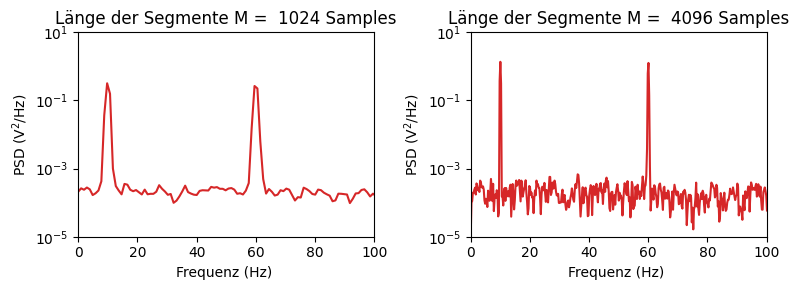 Länge der Segmente M =  1024 Samples
10^1
10^-1
10^-3
10^-5
PSD (V^2/Hz)
0 20 40 60 80 100
Frequenz (Hz)
Länge der Segmente M =  4096 Samples
10^1
10^-1
10^-3
10^-5
PSD (V^2/Hz)
0 20 40 60 80 100
Frequenz (Hz)